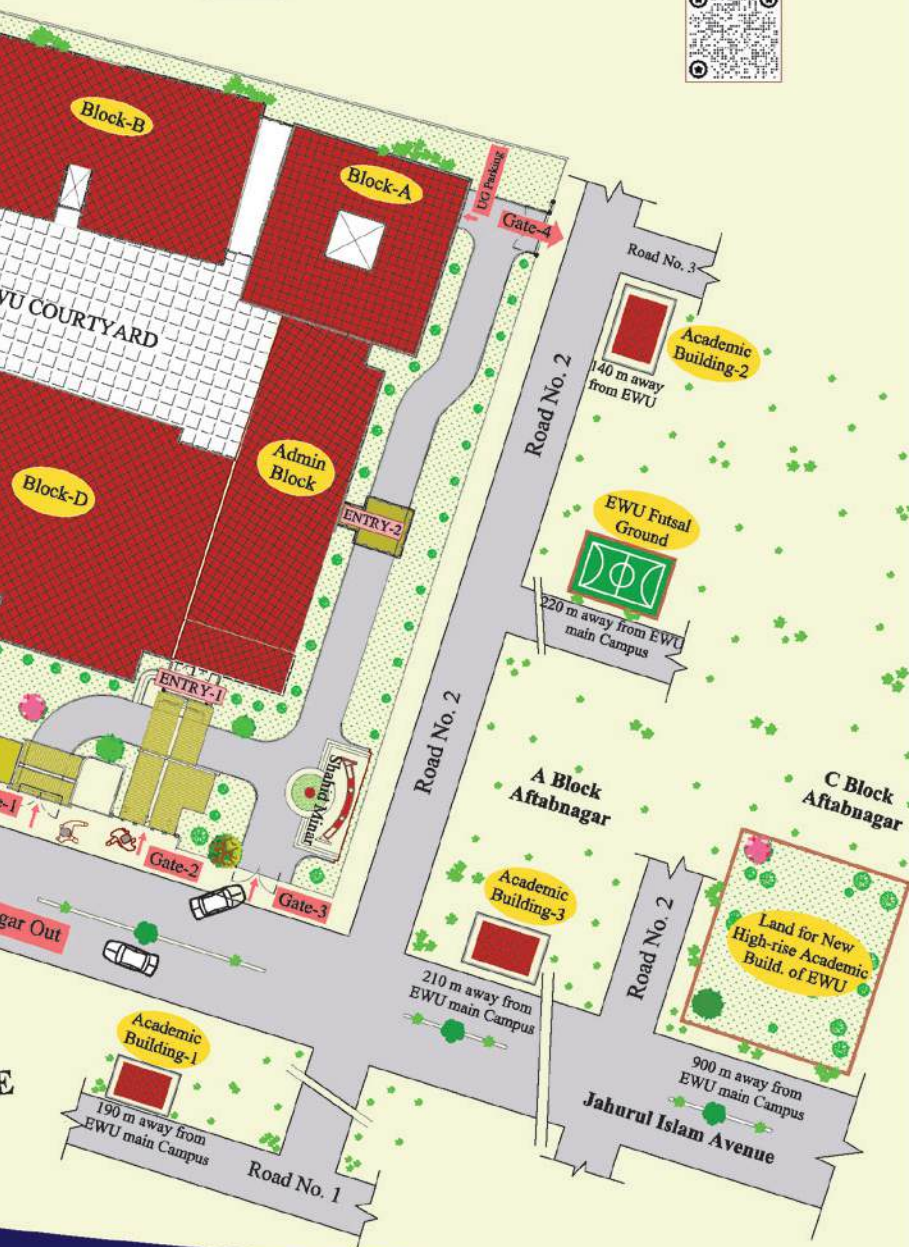 Block-B
Block-A
UG Parking
Gate-4
Road No. 3
Academic
Building-2
140 m away
from EWU
Road No. 2
COURTYARD
Admin
Block
Block-D
ENTRY-2
EWU Futsal
Ground
220 m away from EWU
main Campus
ENTRY-1
Road No. 2
Shahid Minar
A Block
Aftabnagar
C Block
Aftabnagar
Gate-2
Gate-3
Out
Academic
Building-3
210 m away from
EWU main Campus
Road No. 2
Land for New
High-rise Academic
Build. of EWU
900 m away from
EWU main Campus
Jahurul Islam Avenue
Academic
Building-1
190 m away from
EWU main Campus
Road No. 1